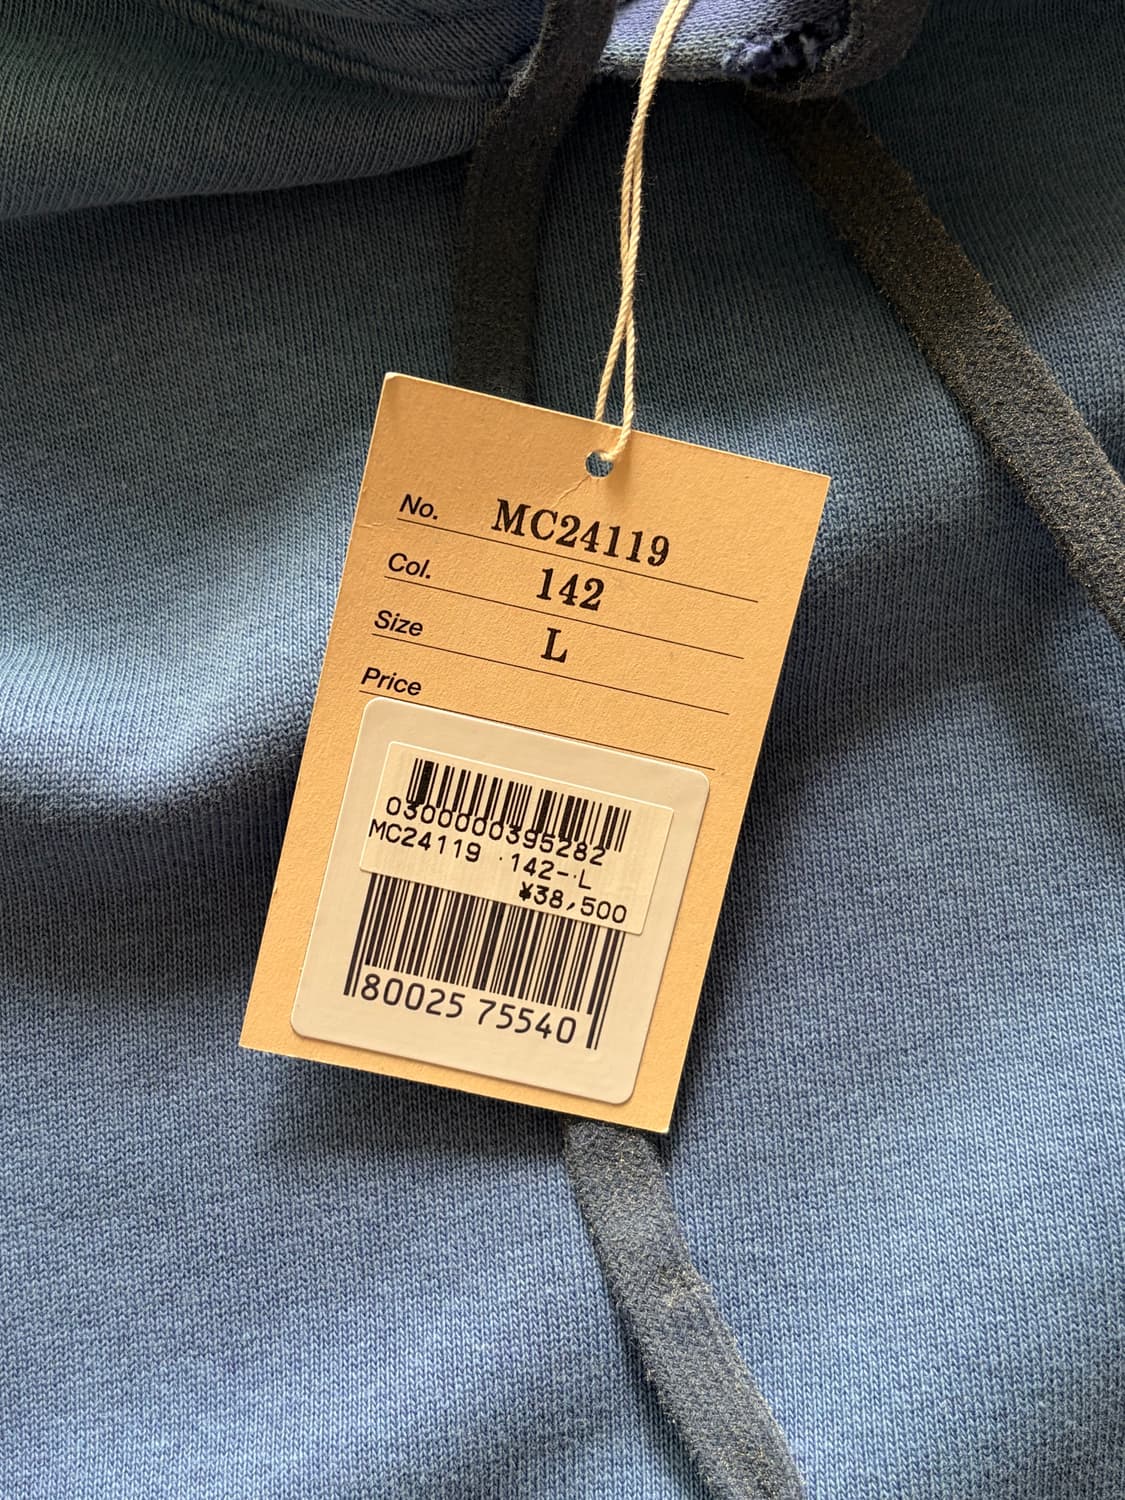 No. MC24119
Col. 142
Size L
Price
0300000395282
MC24119 142-L
¥38,500
80025 75540